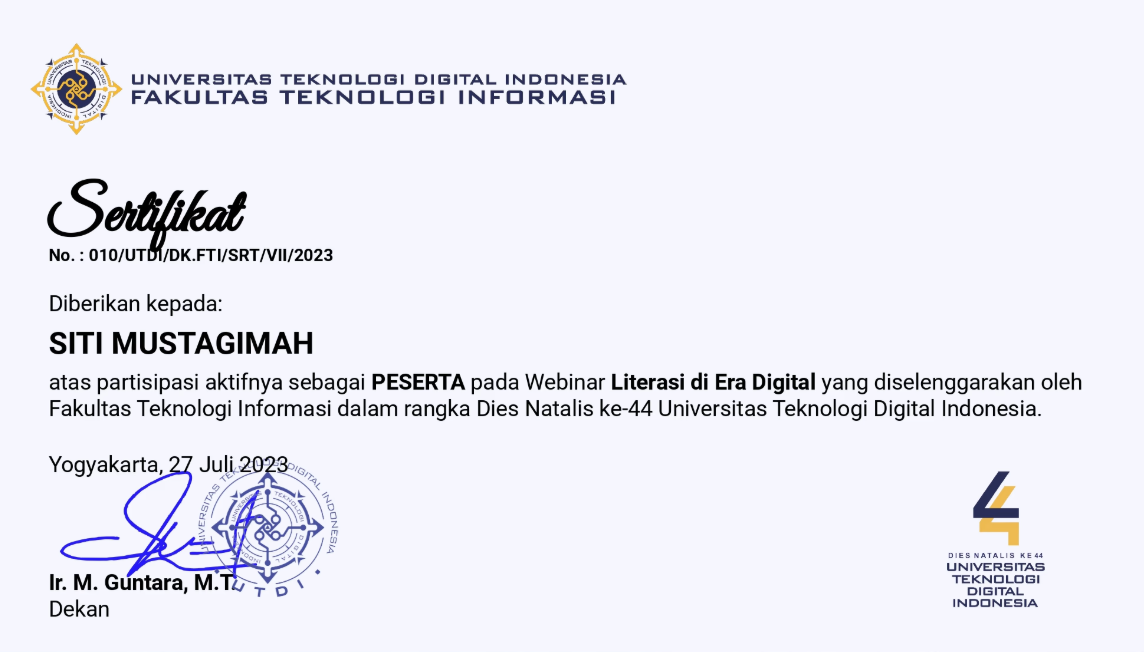 UNIVERSITAS TEKNOLOGI DIGITAL INDONESIA
FAKULTAS TEKNOLOGI INFORMASI
Sertifikat
No. : 010/UTDI/DK.FTI/SRT/VII/2023
Diberikan kepada:
SITI MUSTAGIMAH
atas partisipasi aktifnya sebagai PESERTA pada Webinar Literasi di Era Digital yang diselenggarakan oleh
Fakultas Teknologi Informasi dalam rangka Dies Natalis ke-44 Universitas Teknologi Digital Indonesia.
Yogyakarta, 27 Juli 2023
UNIVERSITAS TEKNOLOGI DIGITAL INDONESIA
UTDI
Ir. M. Guntara, M.T.
Dekan
44
DIES NATALIS KE 44
UNIVERSITAS
TEKNOLOGI
DIGITAL
INDONESIA